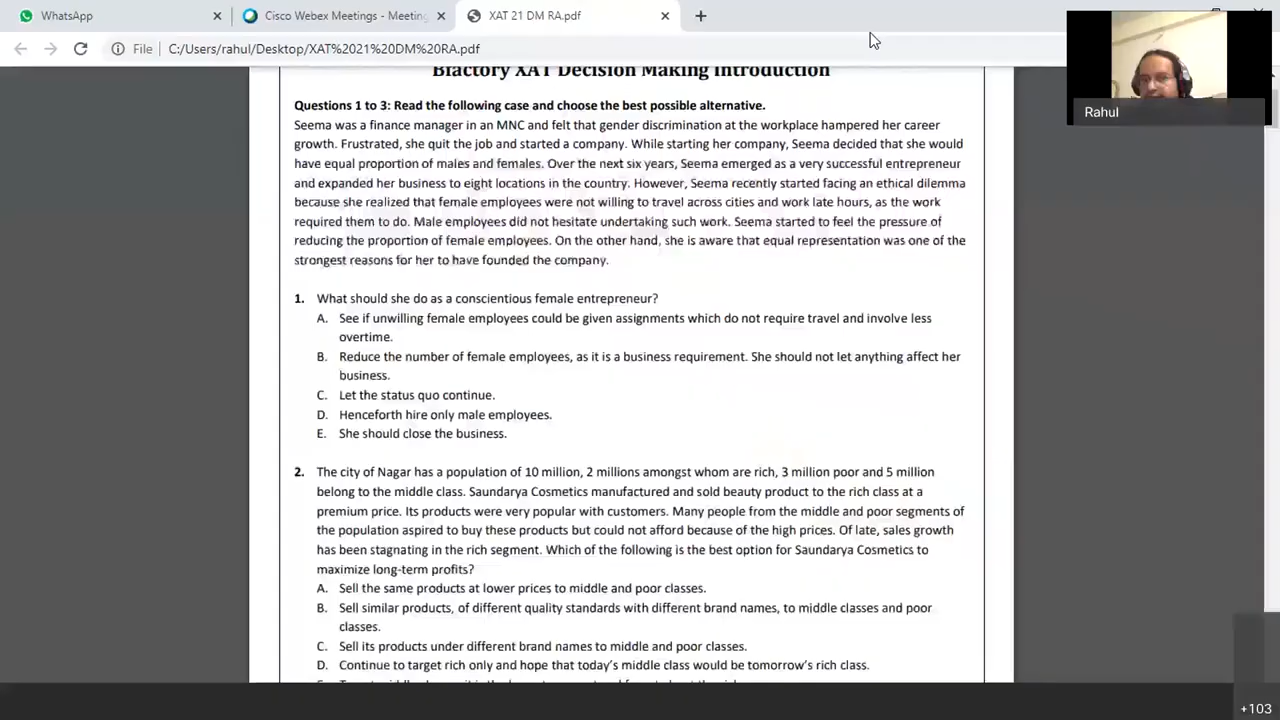 WhatsApp
Cisco Webex Meetings - Meeting
XAT 21 DM RA.pdf
File
C:/Users/rahul/Desktop/XAT%2021%20DM%20RA.pdf
Rahul
XAT Decision Making Introduction
Questions 1 to 3: Read the following case and choose the best possible alternative.
Seema was a finance manager in an MNC and felt that gender discrimination at the workplace hampered her career
growth. Frustrated, she quit the job and started a company. While starting her company, Seema decided that she would
have equal proportion of males and females. Over the next six years, Seema emerged as a very successful entrepreneur
and expanded her business to eight locations in the country. However, Seema recently started facing an ethical dilemma
because she realized that female employees were not willing to travel across cities and work late hours, as the work
required them to do. Male employees did not hesitate undertaking such work. Seema started to feel the pressure of
reducing the proportion of female employees. On the other hand, she is aware that equal representation was one of the
strongest reasons for her to have founded the company.
1. What should she do as a conscientious female entrepreneur?
A. See if unwilling female employees could be given assignments which do not require travel and involve less
overtime.
B. Reduce the number of female employees, as it is a business requirement. She should not let anything affect her
business.
C. Let the status quo continue.
D. Henceforth hire only male employees.
E. She should close the business.
2. The city of Nagar has a population of 10 million, 2 millions amongst whom are rich, 3 million poor and 5 million
belong to the middle class. Saundarya Cosmetics manufactured and sold beauty product to the rich class at a
premium price. Its products were very popular with customers. Many people from the middle and poor segments of
the population aspired to buy these products but could not afford because of the high prices. Of late, sales growth
has been stagnating in the rich segment. Which of the following is the best option for Saundarya Cosmetics to
maximize long-term profits?
A. Sell the same products at lower prices to middle and poor classes.
B. Sell similar products, of different quality standards with different brand names, to middle classes and poor
classes.
C. Sell its products under different brand names to middle and poor classes.
D. Continue to target rich only and hope that today's middle class would be tomorrow's rich class.
+103